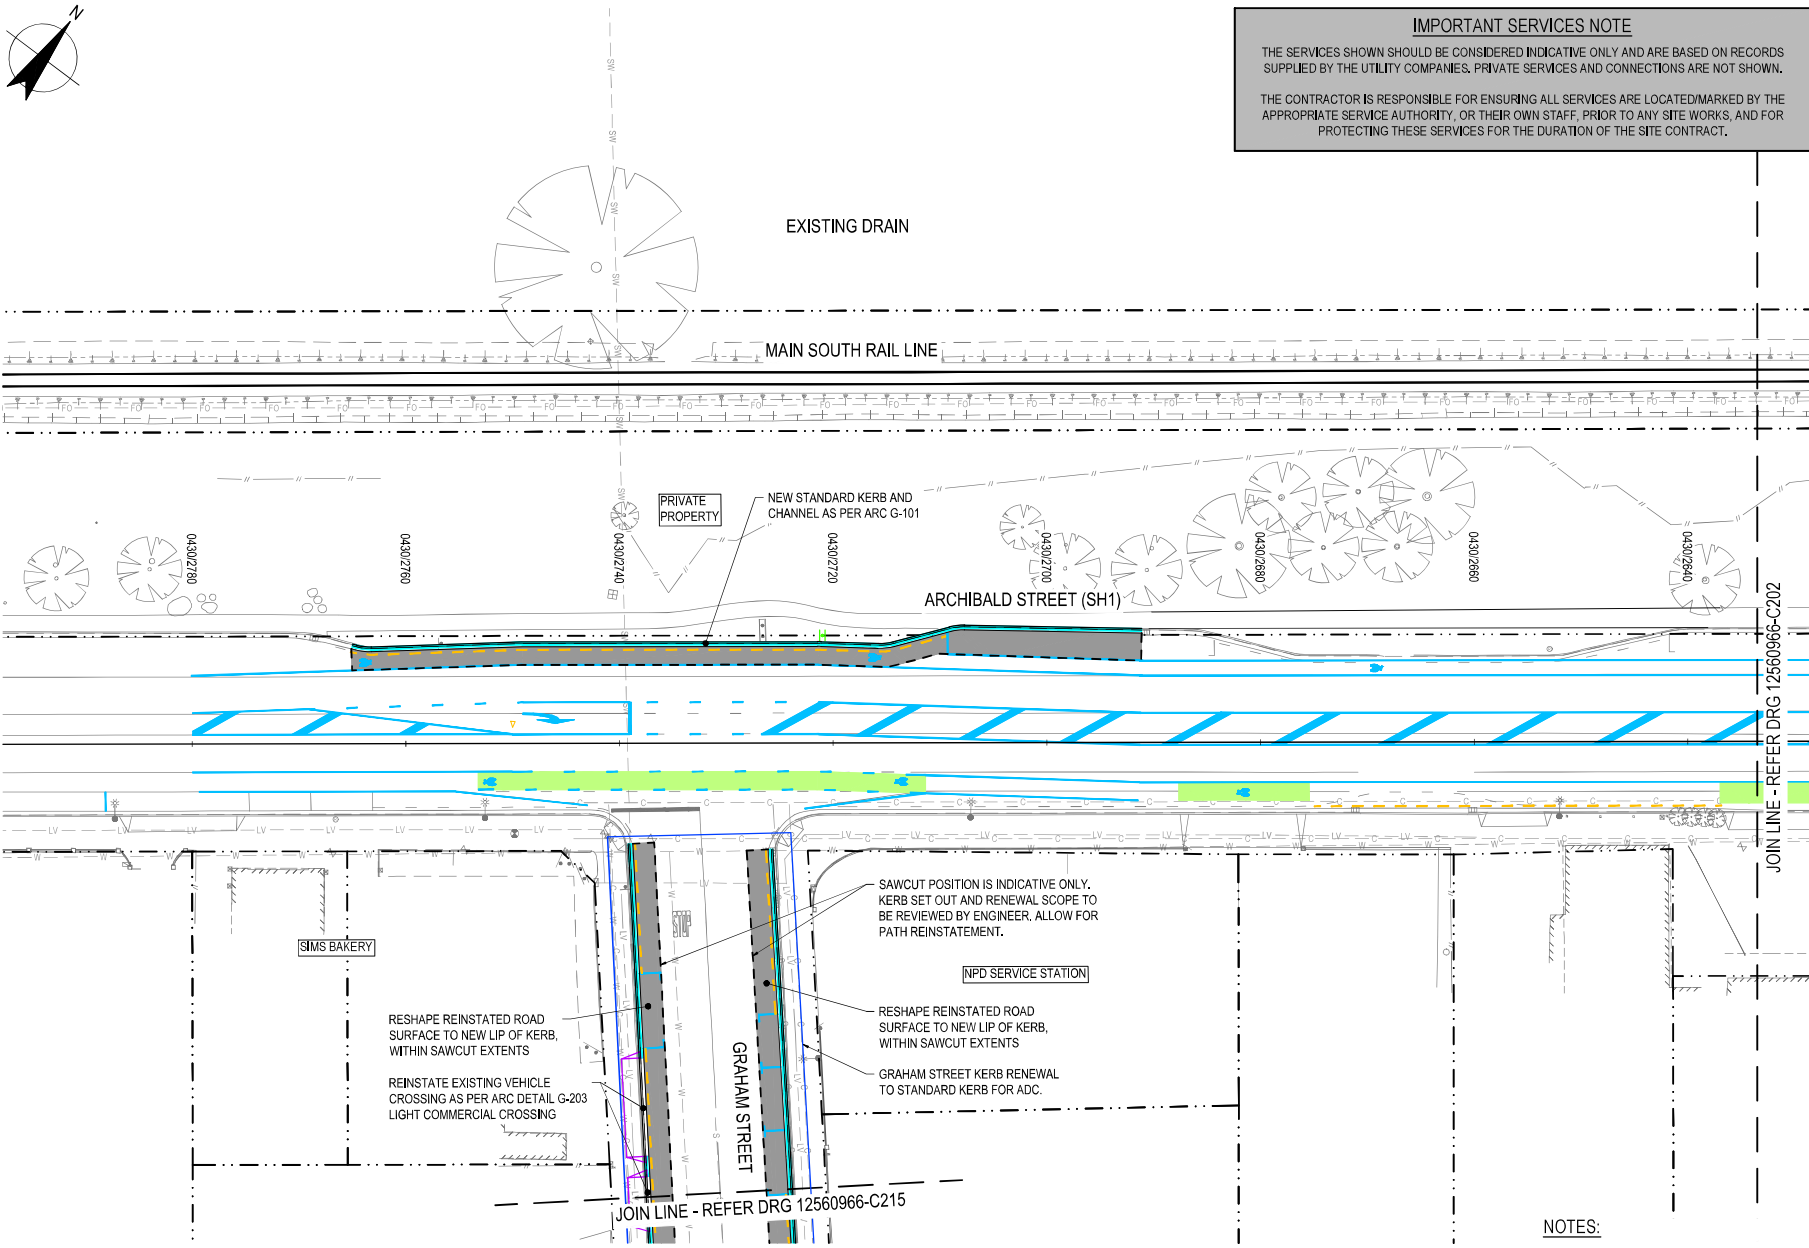 N
IMPORTANT SERVICES NOTE
THE SERVICES SHOWN SHOULD BE CONSIDERED INDICATIVE ONLY AND ARE BASED ON RECORDS
SUPPLIED BY THE UTILITY COMPANIES. PRIVATE SERVICES AND CONNECTIONS ARE NOT SHOWN.
THE CONTRACTOR IS RESPONSIBLE FOR ENSURING ALL SERVICES ARE LOCATED/MARKED BY THE
APPROPRIATE SERVICE AUTHORITY, OR THEIR OWN STAFF, PRIOR TO ANY SITE WORKS, AND FOR
PROTECTING THESE SERVICES FOR THE DURATION OF THE SITE CONTRACT.
EXISTING DRAIN
MAIN SOUTH RAIL LINE
PRIVATE
PROPERTY
NEW STANDARD KERB AND
CHANNEL AS PER ARC G-101
0430/2780
0430/2760
0430/2740
0430/2720
0430/2700
0430/2680
0430/2660
0430/2640
ARCHIBALD STREET (SH1)
JOIN LINE - REFER DRG 12560966-C202
SAWCUT POSITION IS INDICATIVE ONLY.
KERB SET OUT AND RENEWAL SCOPE TO
BE REVIEWED BY ENGINEER, ALLOW FOR
PATH REINSTATEMENT.
SIMS BAKERY
NPD SERVICE STATION
RESHAPE REINSTATED ROAD
SURFACE TO NEW LIP OF KERB,
WITHIN SAWCUT EXTENTS
RESHAPE REINSTATED ROAD
SURFACE TO NEW LIP OF KERB,
WITHIN SAWCUT EXTENTS
GRAHAM STREET
REINSTATE EXISTING VEHICLE
CROSSING AS PER ARC DETAIL G-203
LIGHT COMMERCIAL CROSSING
GRAHAM STREET KERB RENEWAL
TO STANDARD KERB FOR ADC.
JOIN LINE - REFER DRG 12560966-C215
NOTES: